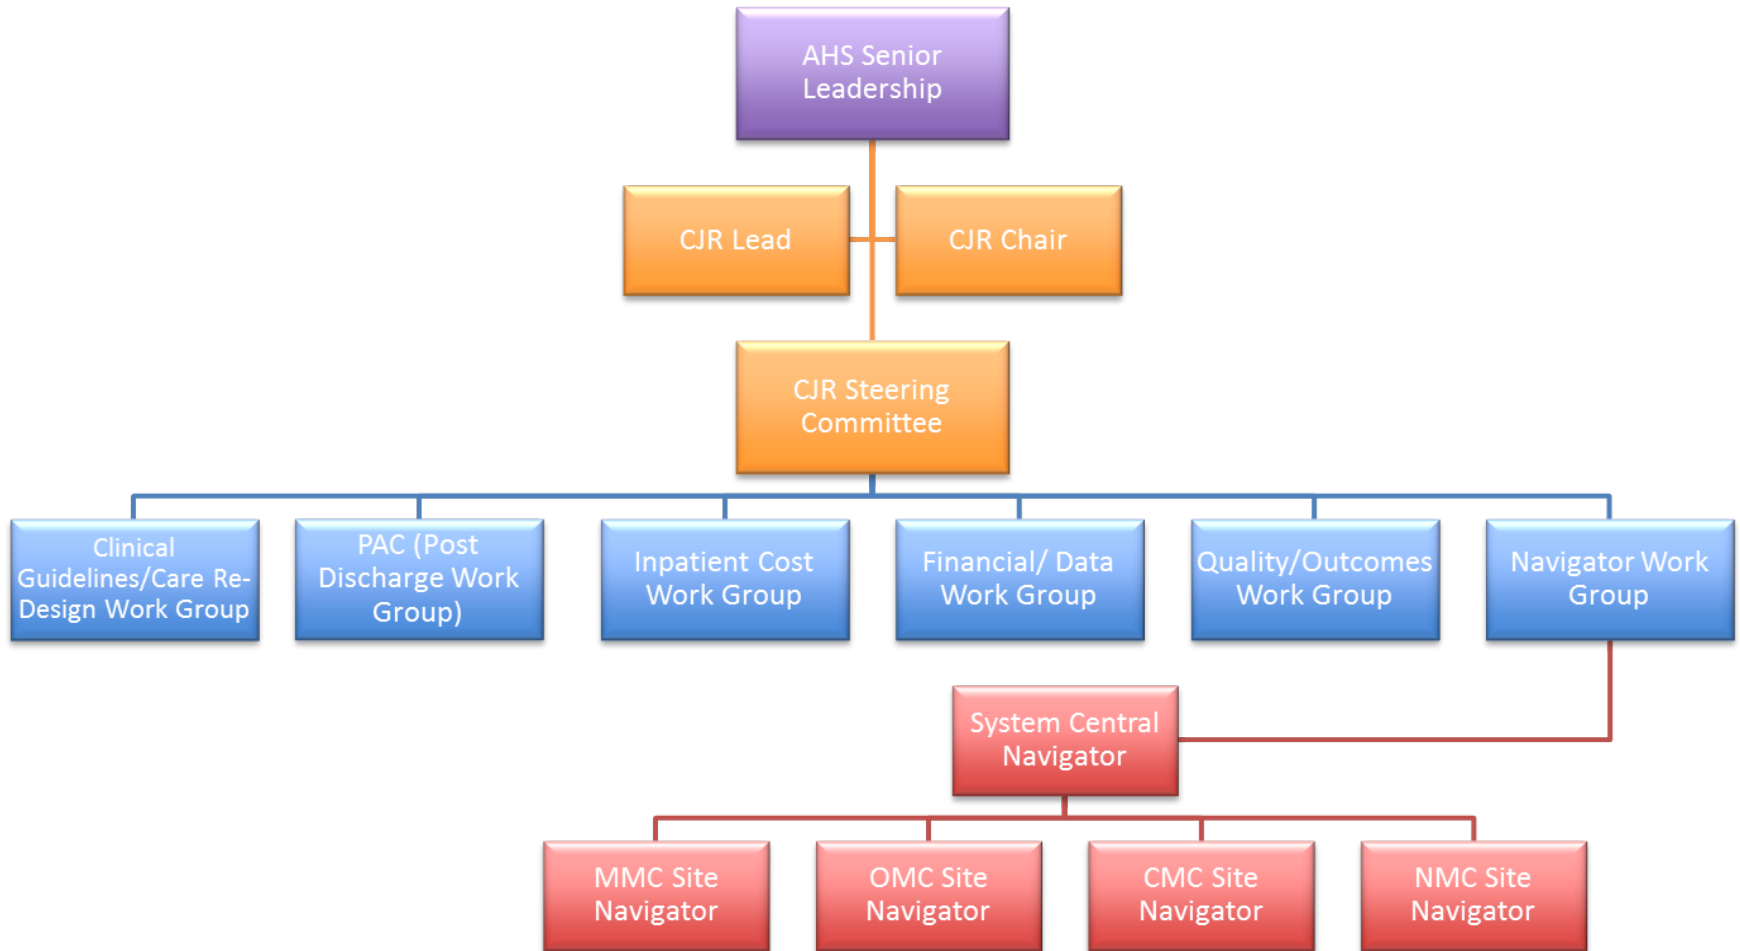 AHS Senior
Leadership
CJR Lead
CJR Chair
CJR Steering
Committee
Clinical
Guidelines/Care Re-
Design Work Group
PAC (Post
Discharge Work
Group)
Inpatient Cost
Work Group
Financial/ Data
Work Group
Quality/Outcomes
Work Group
Navigator Work
Group
System Central
Navigator
MMC Site
Navigator
OMC Site
Navigator
CMC Site
Navigator
NMC Site
Navigator